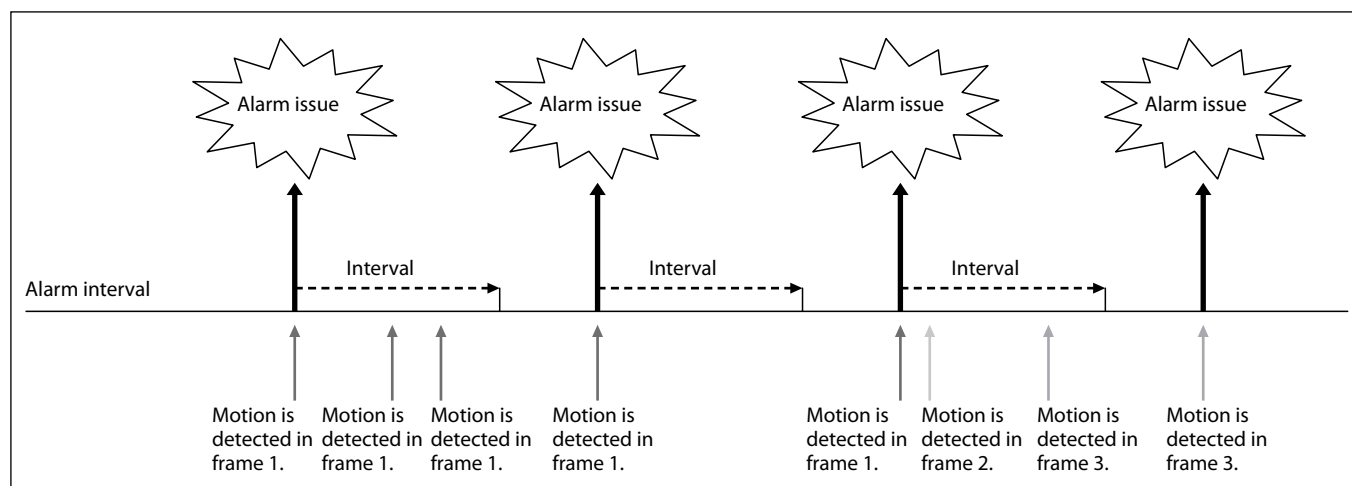 Alarm issue
Alarm issue
Alarm issue
Alarm issue
Interval
Interval
Interval
Alarm interval
Motion is
detected in
frame 1.
Motion is
detected in
frame 1.
Motion is
detected in
frame 1.
Motion is
detected in
frame 1.
Motion is
detected in
frame 1.
Motion is
detected in
frame 2.
Motion is
detected in
frame 3.
Motion is
detected in
frame 3.